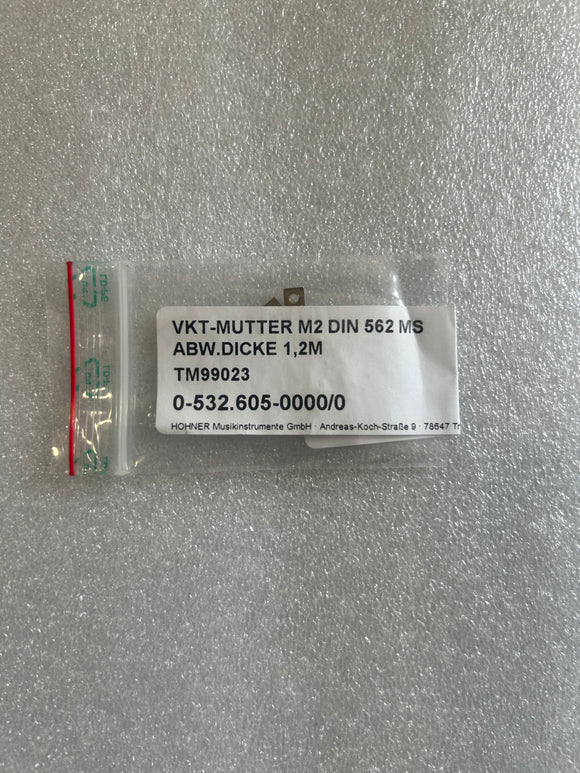 VKT-MUTTER M2 DIN 562 MS
ABW.DICKE 1,2M
TM99023
0-532.605-0000/0
HOHNER Musikinstrumente GmbH · Andreas-Koch-Straße 9 · 78647 Tr